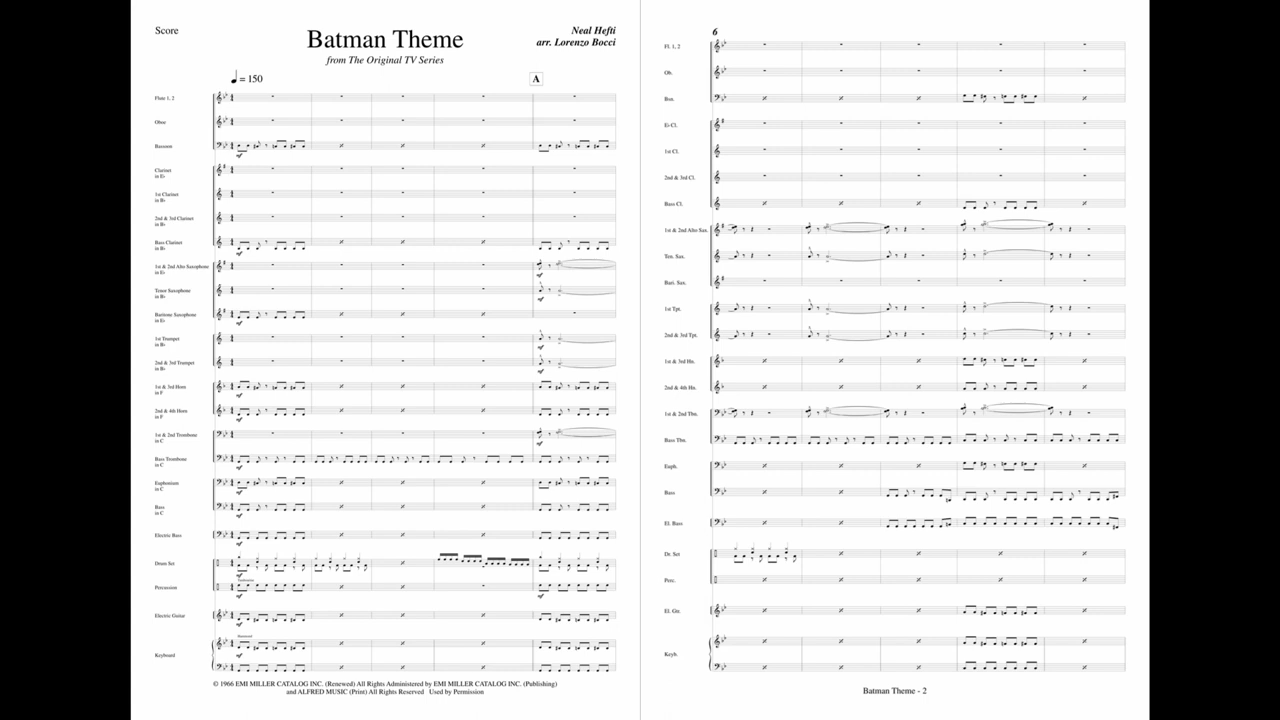 Score
Batman Theme
from The Original TV Series
Neal Hefti
arr. Lorenzo Bocci
= 150
A
Flute 1, 2
Oboe
Bassoon
Clarinet
in E♭
1st Clarinet
in B♭
2nd & 3rd Clarinet
in B♭
Bass Clarinet
in B♭
1st & 2nd Alto Saxophone
in E♭
Tenor Saxophone
in B♭
Baritone Saxophone
in E♭
1st Trumpet
in B♭
2nd & 3rd Trumpet
in B♭
1st & 3rd Horn
in F
2nd & 4th Horn
in F
1st & 2nd Trombone
in C
Bass Trombone
in C
Euphonium
in C
Bass
in C
Electric Bass
Drum Set
Percussion
Electric Guitar
Keyboard
© 1966 EMI MILLER CATALOG INC. (Renewed) All Rights Administered by EMI MILLER CATALOG INC. (Publishing)
and ALFRED MUSIC (Print) All Rights Reserved Used by Permission
6
Fl. 1, 2
Ob.
Bsn.
E♭ Cl.
1st Cl.
2nd & 3rd Cl.
Bass Cl.
1st & 2nd Alto Sax.
Ten. Sax.
Bari. Sax.
1st Tpt.
2nd & 3rd Tpt.
1st & 3rd Hn.
2nd & 4th Hn.
1st & 2nd Tbn.
Bass Tbn.
Euph.
Bass
El. Bass
Dr. Set
Perc.
El. Gtr.
Keyb.
Batman Theme - 2